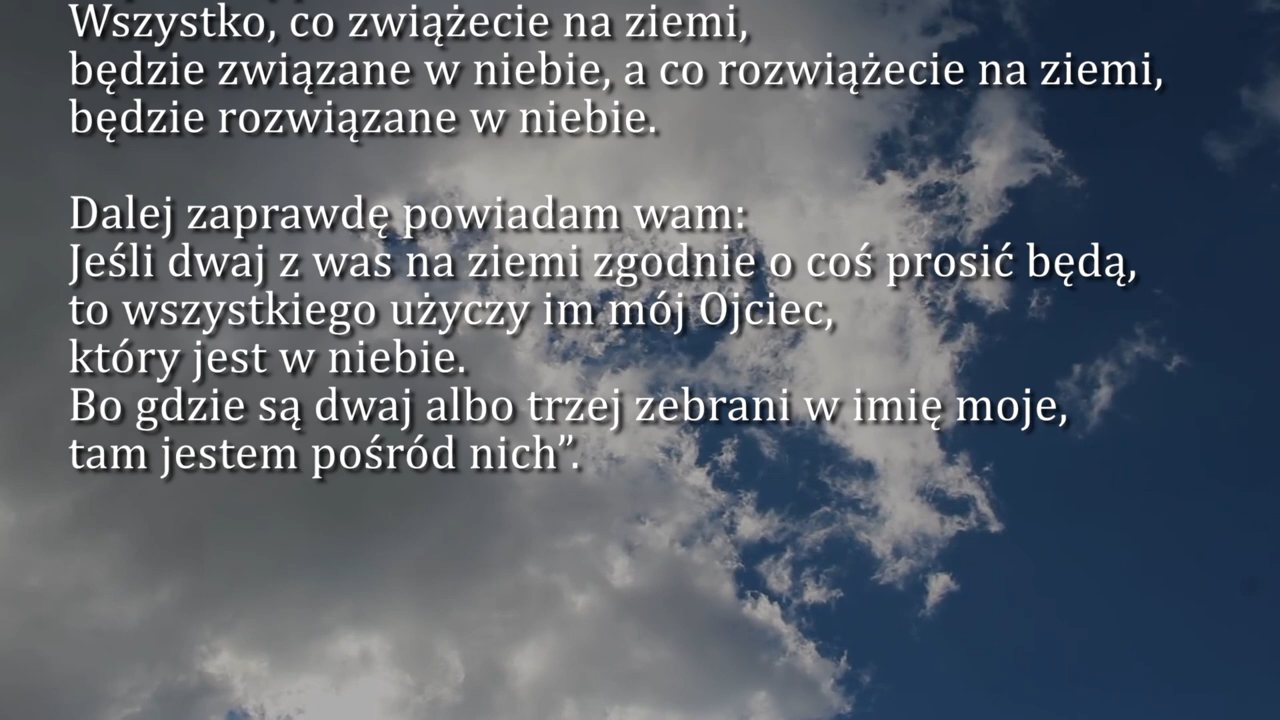 Wszystko, co zwiążecie na ziemi,
będzie związane w niebie, a co rozwiążecie na ziemi,
będzie rozwiązane w niebie.
Dalej zaprawdę powiadam wam:
Jeśli dwaj z was na ziemi zgodnie o coś prosić będą,
to wszystkiego użyczy im mój Ojciec,
który jest w niebie.
Bo gdzie są dwaj albo trzej zebrani w imię moje,
tam jestem pośród nich”.